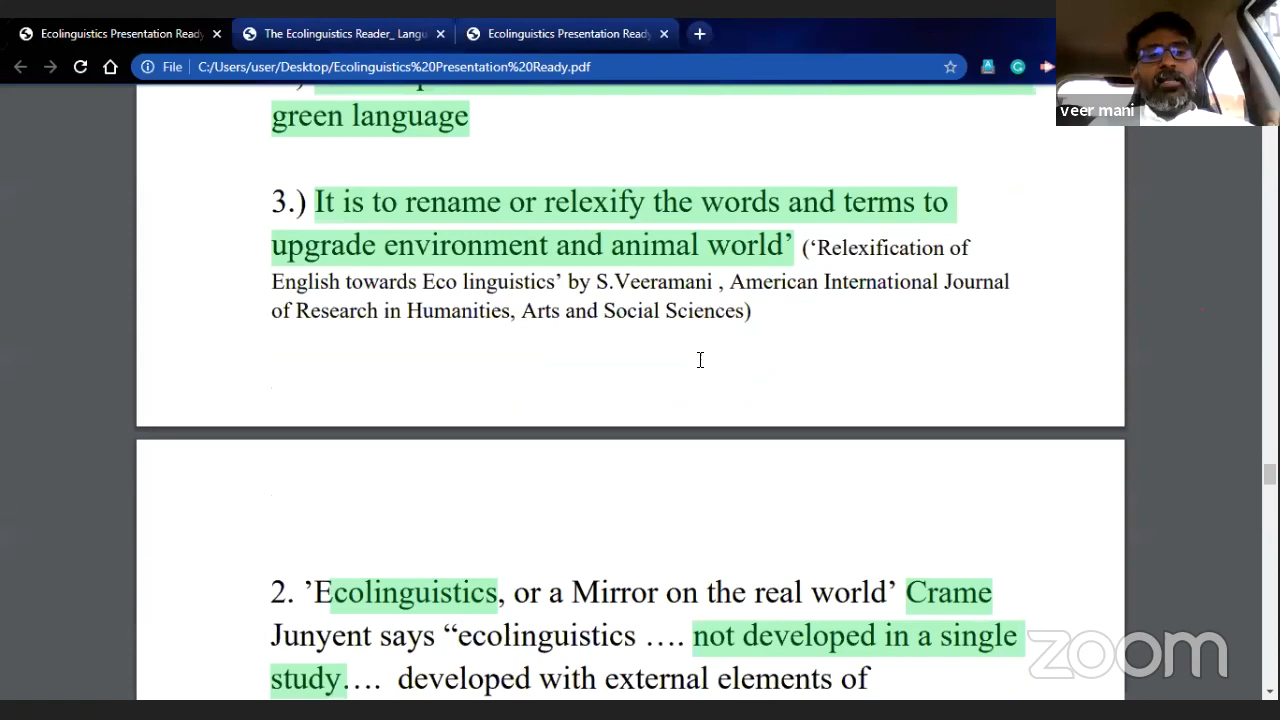 Ecolinguistics Presentation Ready
The Ecolinguistics Reader_ Langu
Ecolinguistics Presentation Ready
File
C:/Users/user/Desktop/Ecolinguistics%20Presentation%20Ready.pdf
veer mani
green language
3.) It is to rename or relexify the words and terms to
upgrade environment and animal world’ (‘Relexification of
English towards Eco linguistics’ by S.Veeramani , American International Journal
of Research in Humanities, Arts and Social Sciences)
2. ’Ecolinguistics, or a Mirror on the real world’ Crame
Junyent says “ecolinguistics …. not developed in a single
study…. developed with external elements of
zoom